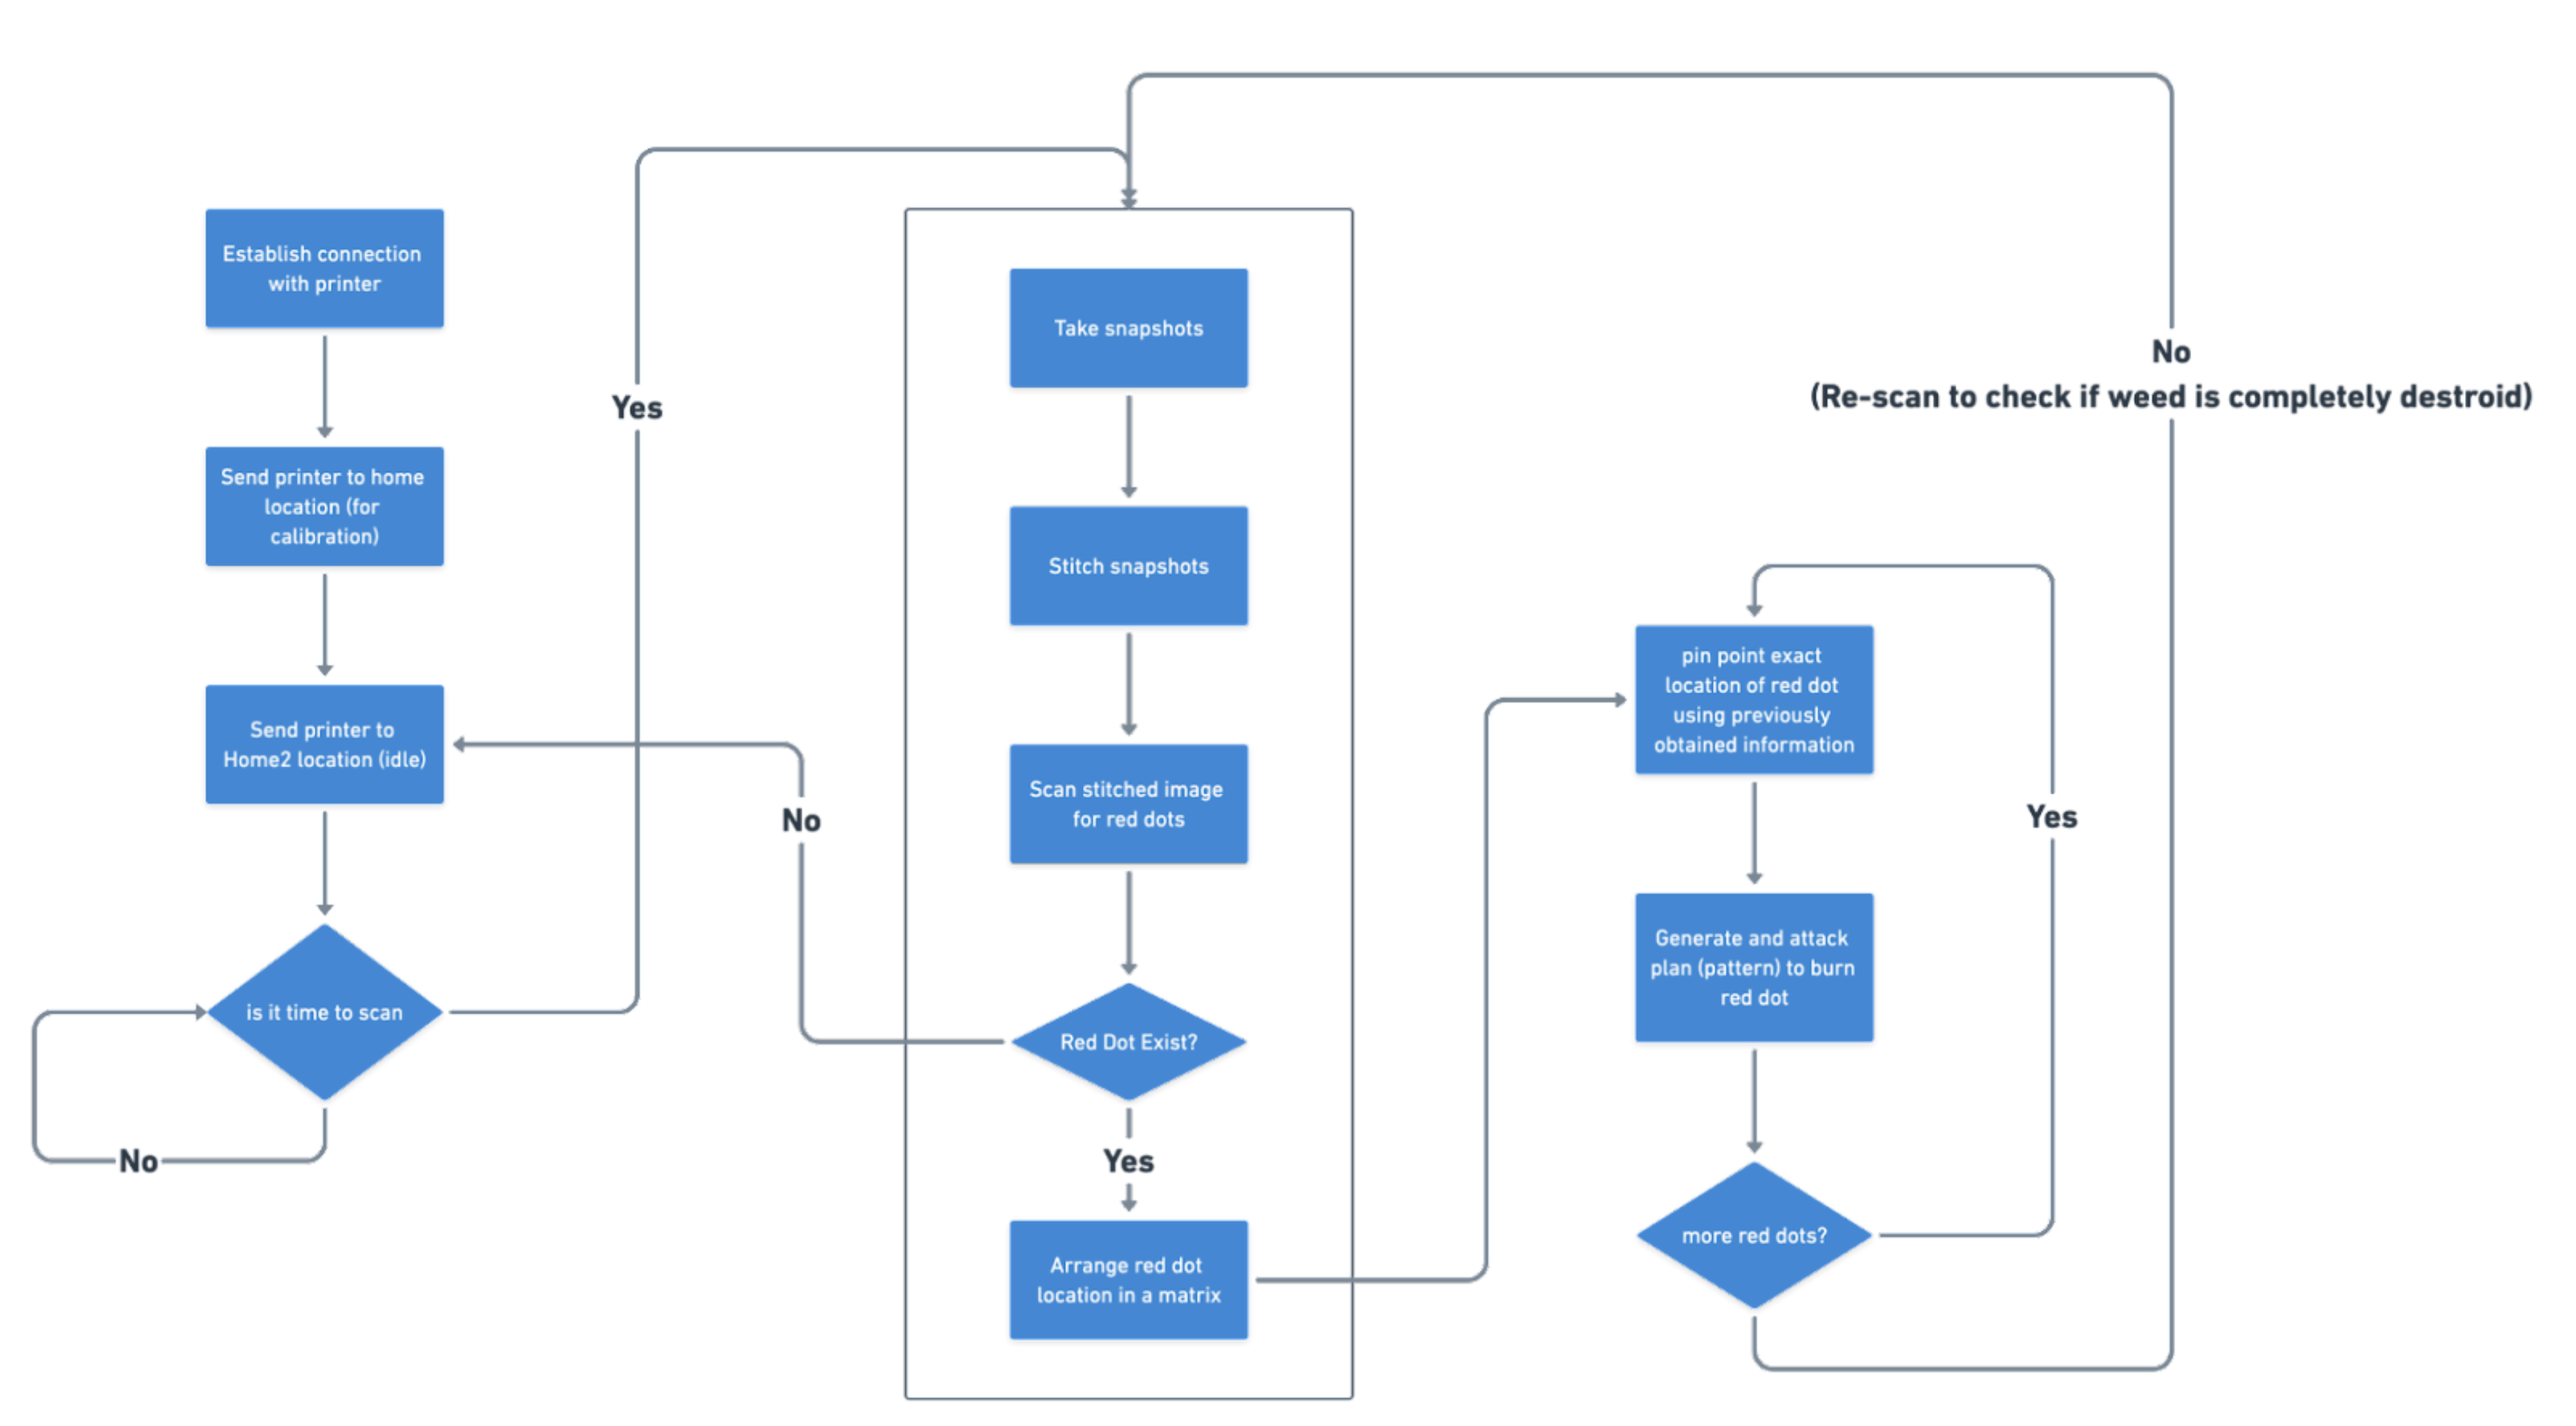 Establish connection
with printer
Send printer to home
location (for
calibration)
Send printer to
Home2 location (idle)
is it time to scan
No
Yes
No
Take snapshots
Stitch snapshots
Scan stitched image
for red dots
Red Dot Exist?
Yes
Arrange red dot
location in a matrix
pin point exact
location of red dot
using previously
obtained information
Generate and attack
plan (pattern) to burn
red dot
more red dots?
Yes
No
(Re-scan to check if weed is completely destroid)